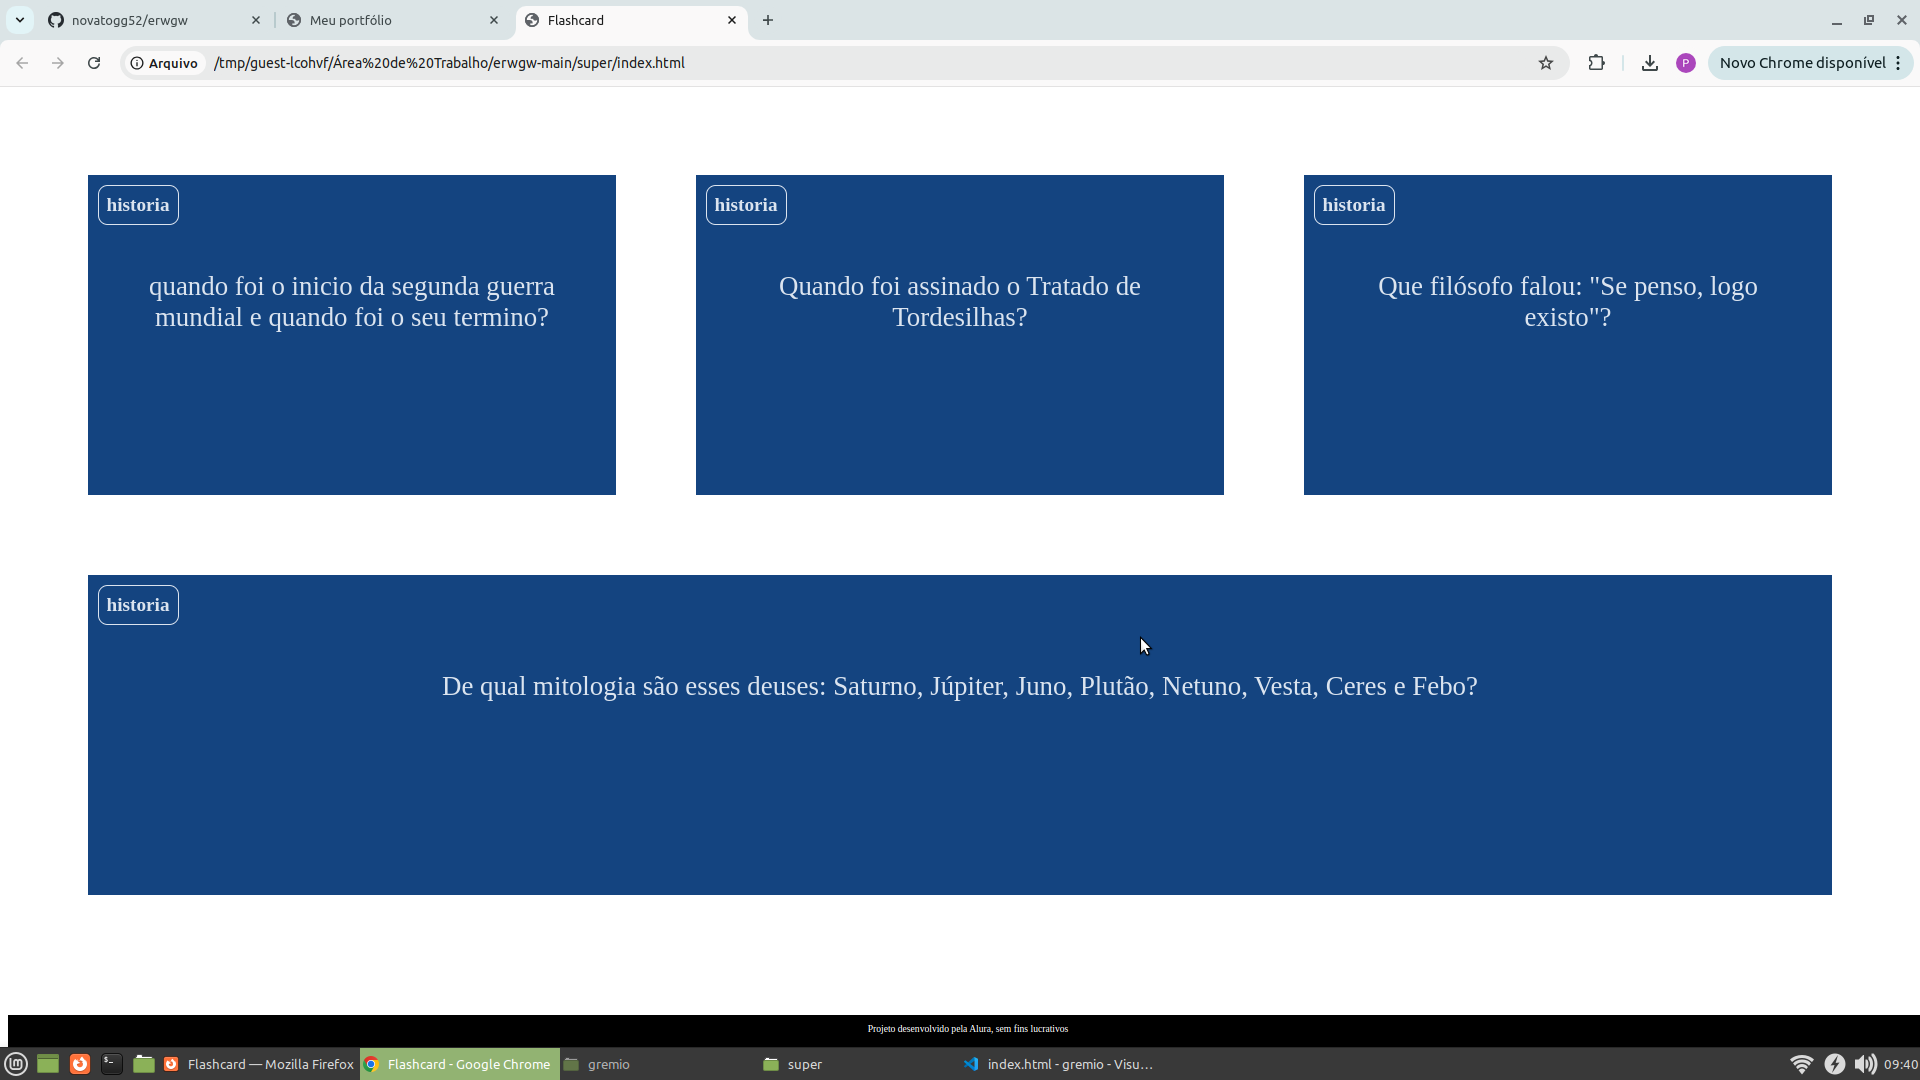 novatogg52/erwgw
Meu portfólio
Flashcard
Arquivo
/tmp/guest-lcohvf/Área%20de%20Trabalho/erwgw-main/super/index.html
P
Novo Chrome disponível
historia
quando foi o inicio da segunda guerra
mundial e quando foi o seu termino?
historia
Quando foi assinado o Tratado de
Tordesilhas?
historia
Que filósofo falou: "Se penso, logo
existo"?
historia
De qual mitologia são esses deuses: Saturno, Júpiter, Juno, Plutão, Netuno, Vesta, Ceres e Febo?
Projeto desenvolvido pela Alura, sem fins lucrativos
Flashcard — Mozilla Firefox
Flashcard - Google Chrome
gremio
super
index.html - gremio - Visu...
09:40